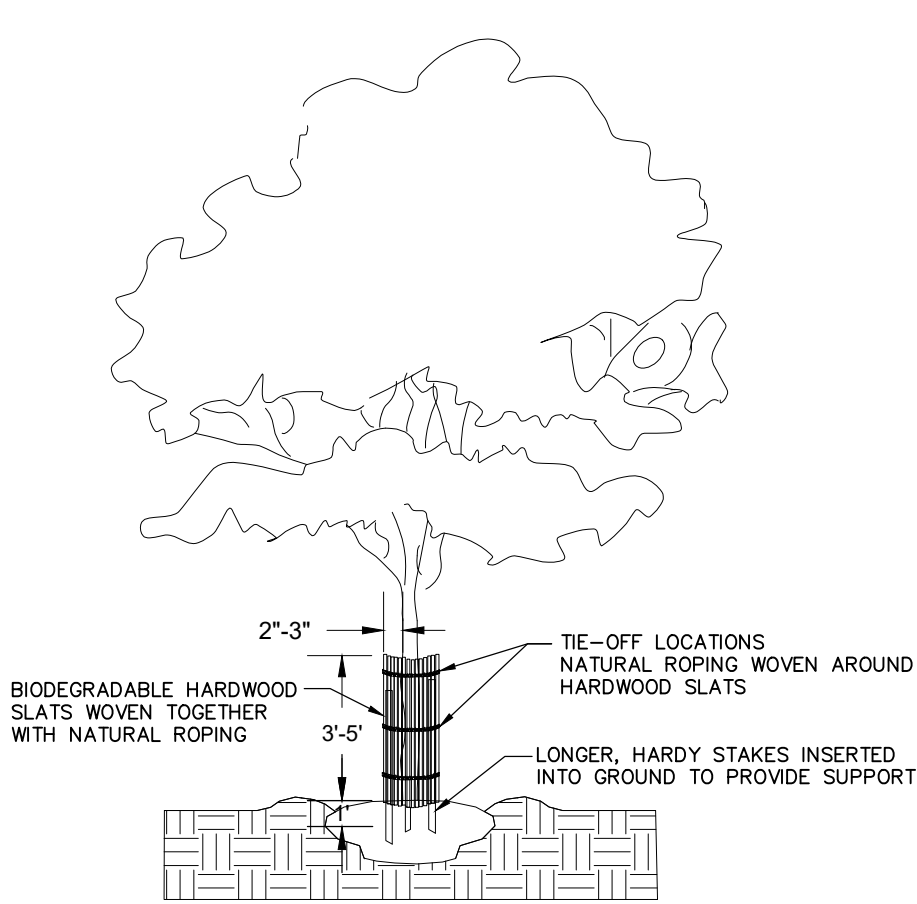 2"-3"
TIE-OFF LOCATIONS
NATURAL ROPING WOVEN AROUND
HARDWOOD SLATS
BIODEGRADABLE HARDWOOD
SLATS WOVEN TOGETHER
WITH NATURAL ROPING
3'-5'
LONGER, HARDY STAKES INSERTED
INTO GROUND TO PROVIDE SUPPORT
1'